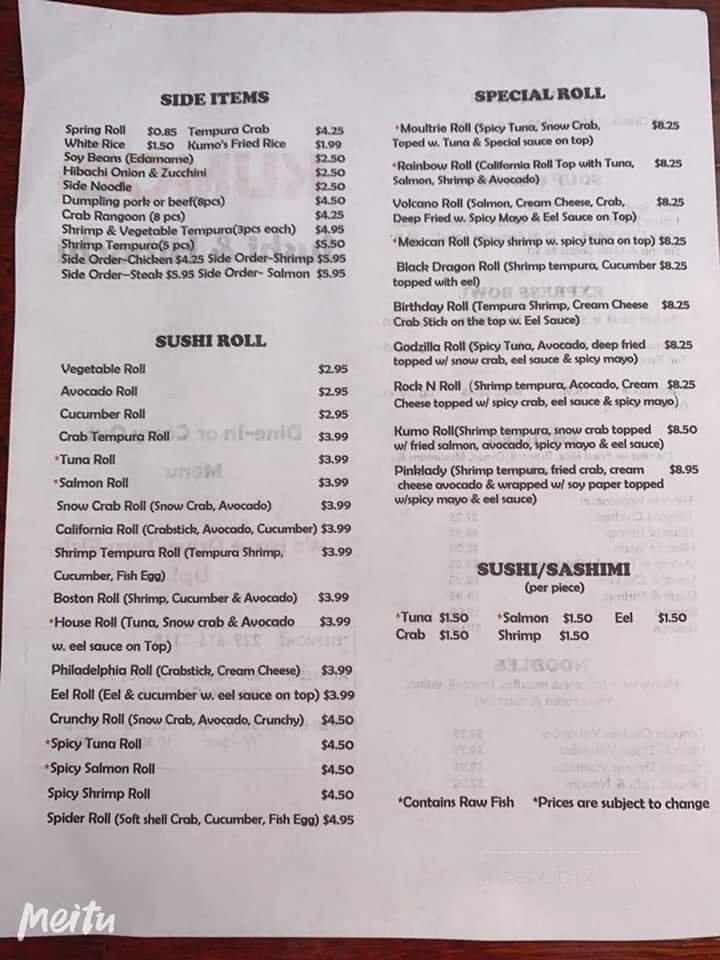 SIDE ITEMS
Spring Roll $0.85 Tempura Crab $4.25
White Rice $1.50 Kumo's Fried Rice $1.99
Soy Beans (Edamame) $2.50
Hibachi Onion & Zucchini $2.50
Side Noodle $2.50
Dumpling pork or beef(8pcs) $4.50
Crab Rangoon (8 pcs) $4.25
Shrimp & Vegetable Tempura(3pcs each) $4.95
Shrimp Tempura(5 pcs) $5.50
Side Order-Chicken $4.25 Side Order-Shrimp $5.95
Side Order--Steak $5.95 Side Order- Salmon $5.95
SUSHI ROLL
Vegetable Roll $2.95
Avocado Roll $2.95
Cucumber Roll $2.95
Crab Tempura Roll $3.99
*Tuna Roll $3.99
*Salmon Roll $3.99
Snow Crab Roll (Snow Crab, Avocado) $3.99
California Roll (Crabstick, Avocado, Cucumber) $3.99
Shrimp Tempura Roll (Tempura Shrimp, $3.99
Cucumber, Fish Egg)
Boston Roll (Shrimp, Cucumber & Avocado) $3.99
*House Roll (Tuna, Snow crab & Avocado $3.99
w. eel sauce on Top)
Philadelphia Roll (Crabstick, Cream Cheese) $3.99
Eel Roll (Eel & cucumber w. eel sauce on top) $3.99
Crunchy Roll (Snow Crab, Avocado, Crunchy) $4.50
*Spicy Tuna Roll $4.50
*Spicy Salmon Roll $4.50
Spicy Shrimp Roll $4.50
Spider Roll (Soft shell Crab, Cucumber, Fish Egg) $4.95
SPECIAL ROLL
*Moultrie Roll (Spicy Tuna, Snow Crab, $8.25
Toped w. Tuna & Special sauce on top)
*Rainbow Roll (California Roll Top with Tuna, $8.25
Salmon, Shrimp & Avocado)
Volcano Roll (Salmon, Cream Cheese, Crab, $8.25
Deep Fried w. Spicy Mayo & Eel Sauce on Top)
*Mexican Roll (Spicy shrimp w. spicy tuna on top) $8.25
Black Dragon Roll (Shrimp tempura, Cucumber $8.25
topped with eel)
Birthday Roll (Tempura Shrimp, Cream Cheese $8.25
Crab Stick on the top w. Eel Sauce)
Godzilla Roll (Spicy Tuna, Avocado, deep fried $8.25
topped w/ snow crab, eel sauce & spicy mayo)
Rock N Roll (Shrimp tempura, Acocado, Cream $8.25
Cheese topped w/ spicy crab, eel sauce & spicy mayo)
Kumo Roll(Shrimp tempura, snow crab topped $8.50
w/ fried salmon, avocado, spicy mayo & eel sauce)
Pinklady (Shrimp tempura, fried crab, cream $8.95
cheese avocado & wrapped w/ soy paper topped
w/spicy mayo & eel sauce)
SUSHI/SASHIMI
(per piece)
*Tuna $1.50 *Salmon $1.50 Eel $1.50
Crab $1.50 Shrimp $1.50
*Contains Raw Fish *Prices are subject to change
menupix
Meitu